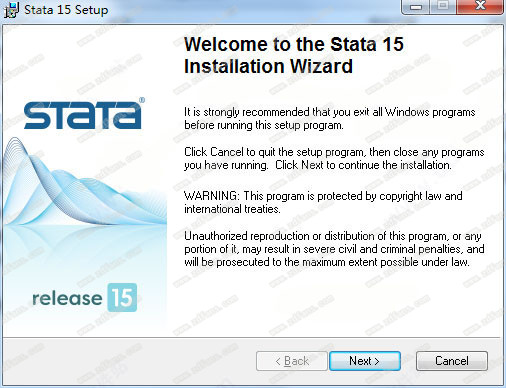 Stata 15 Setup
Welcome to the Stata 15
Installation Wizard
It is strongly recommended that you exit all Windows programs
before running this setup program.
Click Cancel to quit the setup program, then close any programs
you have running.  Click Next to continue the installation.
WARNING: This program is protected by copyright law and
international treaties.
Unauthorized reproduction or distribution of this program, or any
portion of it, may result in severe civil and criminal penalties, and
will be prosecuted to the maximum extent possible under law.
STATA®
release 15
< Back
Next >
Cancel